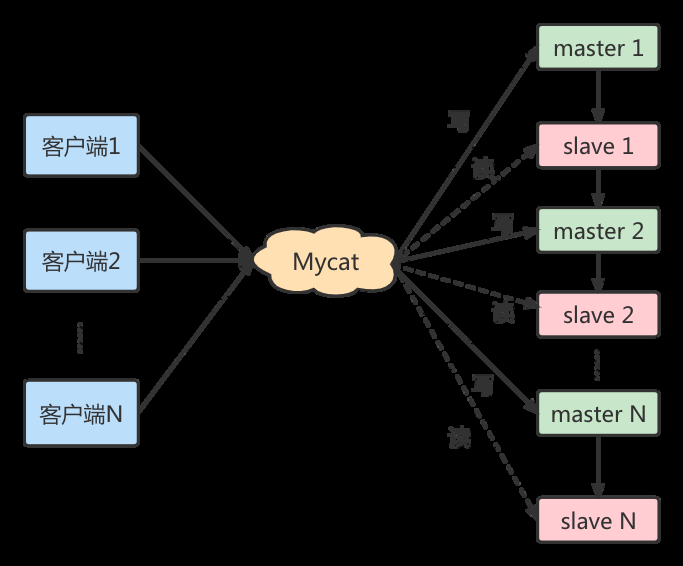 客户端1
客户端2
客户端N
Mycat
写
读
写
读
写
读
master 1
slave 1
master 2
slave 2
master N
slave N